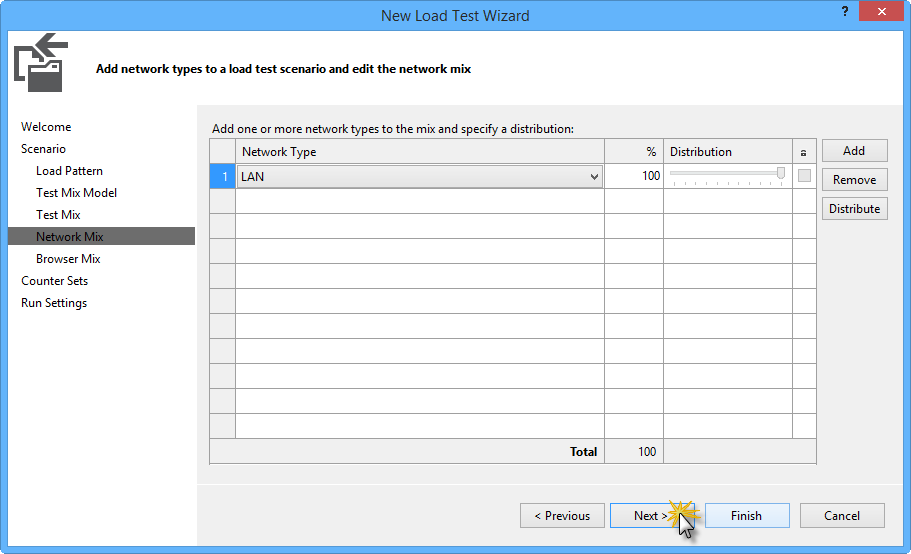 New Load Test Wizard
?
Add network types to a load test scenario and edit the network mix
Welcome
Scenario
Load Pattern
Test Mix Model
Test Mix
Network Mix
Browser Mix
Counter Sets
Run Settings
Add one or more network types to the mix and specify a distribution:
Network Type % Distribution
1 LAN 100
Total 100
Add
Remove
Distribute
< Previous Next > Finish Cancel